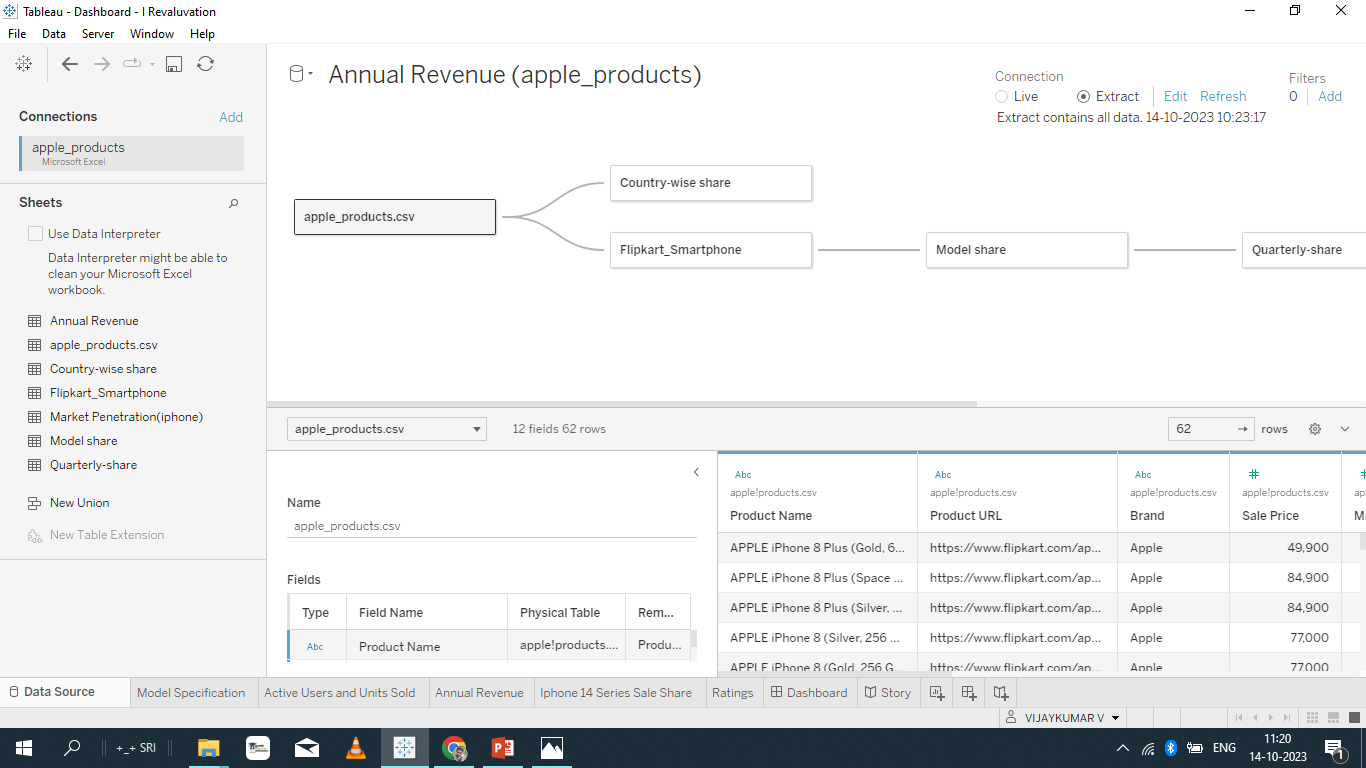 Tableau - Dashboard - I Revaluvation
File Data Server Window Help
Connections Add
apple_products
Microsoft Excel
Sheets
Use Data Interpreter
Data Interpreter might be able to
clean your Microsoft Excel
workbook.
Annual Revenue
apple_products.csv
Country-wise share
Flipkart_Smartphone
Market Penetration(iphone)
Model share
Quarterly-share
New Union
New Table Extension
Annual Revenue (apple_products)
Connection
Live Extract Edit Refresh
Extract contains all data. 14-10-2023 10:23:17
Filters
0 Add
apple_products.csv
Country-wise share
Flipkart_Smartphone
Model share
Quarterly-share
apple_products.csv 12 fields 62 rows 62 → rows
Name
apple_products.csv
Fields
Type Field Name Physical Table Rem...
Abc Product Name apple!products.... Produ...
Abc Abc Abc # #
apple!products.csv apple!products.csv apple!products.csv apple!products.csv ap
Product Name Product URL Brand Sale Price M
APPLE iPhone 8 Plus (Gold, 6... https://www.flipkart.com/ap... Apple 49,900
APPLE iPhone 8 Plus (Space ... https://www.flipkart.com/ap... Apple 84,900
APPLE iPhone 8 Plus (Silver, ... https://www.flipkart.com/ap... Apple 84,900
APPLE iPhone 8 (Silver, 256 ... https://www.flipkart.com/ap... Apple 77,000
APPLE iPhone 8 (Gold, 256 G... https://www.flipkart.com/ap... Apple 77,000
Data Source Model Specification Active Users and Units Sold Annual Revenue Iphone 14 Series Sale Share Ratings Dashboard Story
VIJAYKUMAR V
+_+ SRI
ENG
11:20
14-10-2023
1